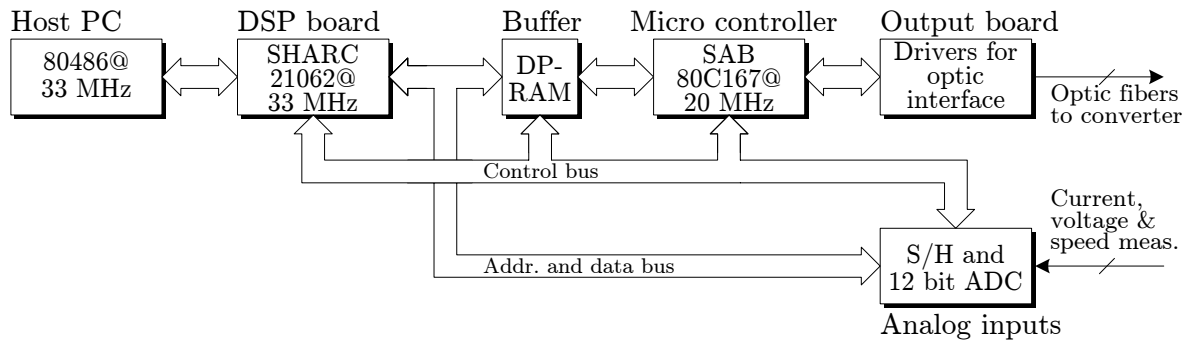 Host PC
80486@
33 MHz
DSP board
SHARC
21062@
33 MHz
Buffer
DP-
RAM
Micro controller
SAB
80C167@
20 MHz
Output board
Drivers for
optic
interface
Optic fibers
to converter
Control bus
Addr. and data bus
Current,
voltage &
speed meas.
S/H and
12 bit ADC
Analog inputs